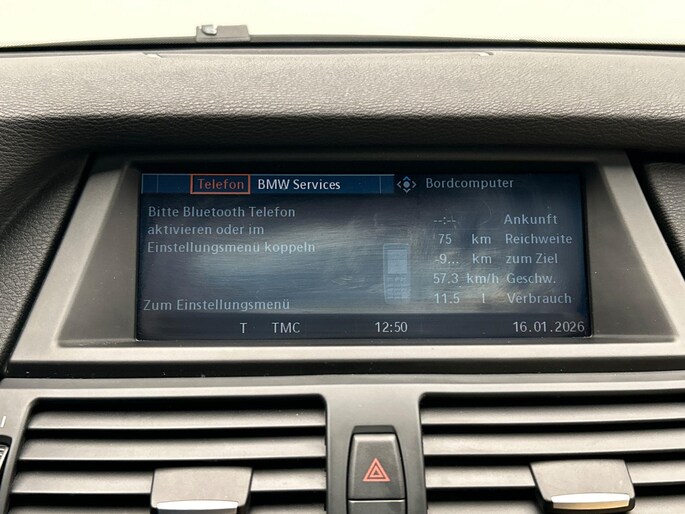 Telefon BMW Services Bordcomputer
Bitte Bluetooth Telefon
aktivieren oder im
Einstellungsmenü koppeln
Zum Einstellungsmenü
--:-- Ankunft
75 km Reichweite
-9... km zum Ziel
57.3 km/h Geschw.
11.5 l Verbrauch
T TMC 12:50 16.01.2026